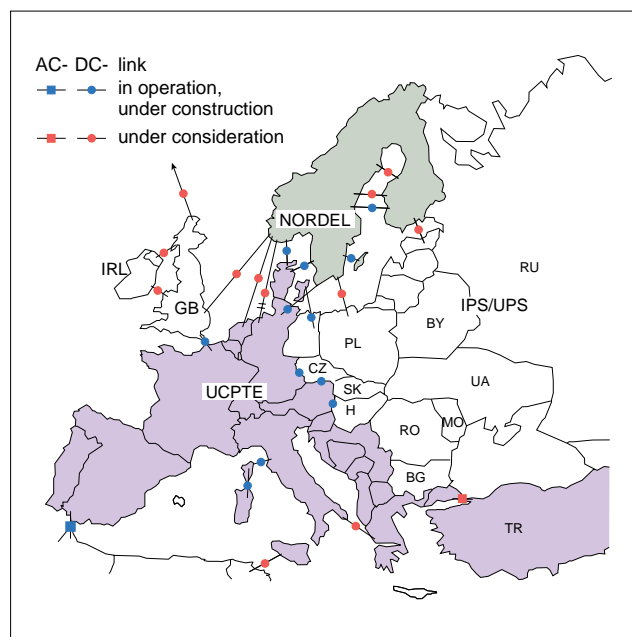 AC- DC- link
in operation,
under construction
under consideration
NORDEL
IRL
GB
RU
IPS/UPS
BY
PL
CZ
UCPTE
SK
UA
H
RO
MO
BG
TR